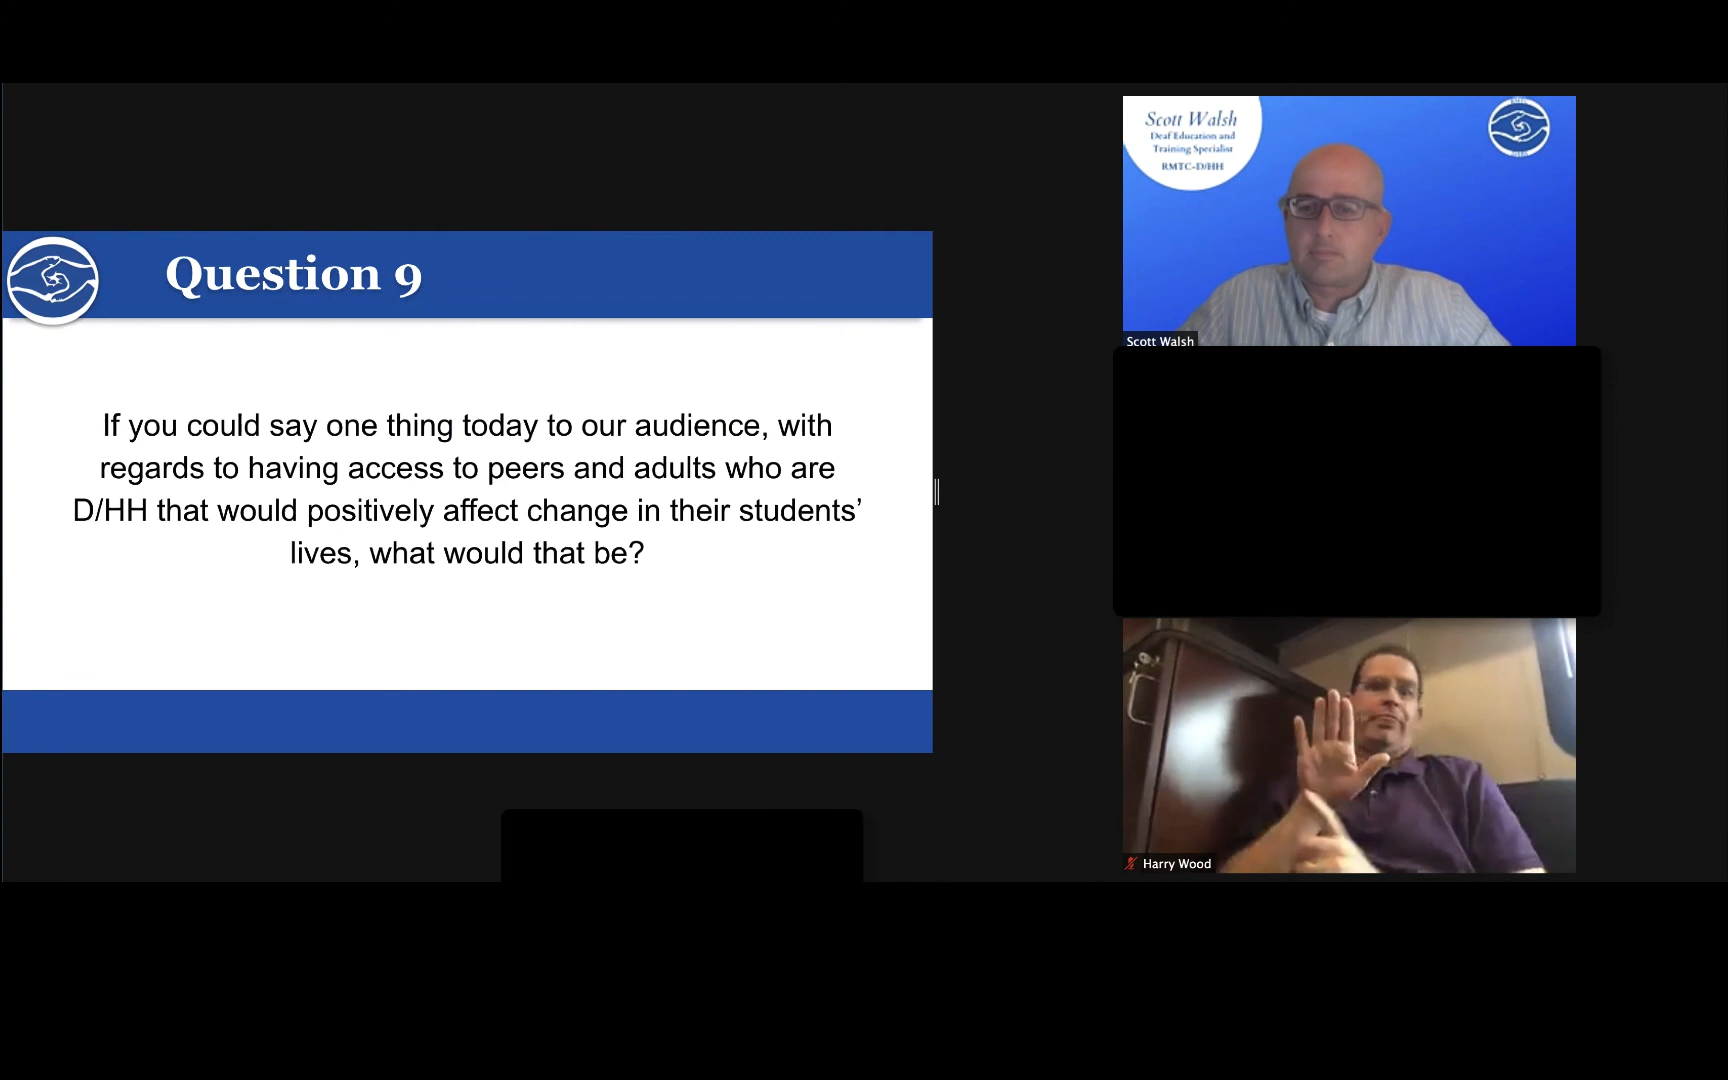 Question 9
If you could say one thing today to our audience, with
regards to having access to peers and adults who are
D/HH that would positively affect change in their students’
lives, what would that be?
Scott Walsh
Deaf Education and
Training Specialist
RMTC-D/HH
Scott Walsh
Harry Wood